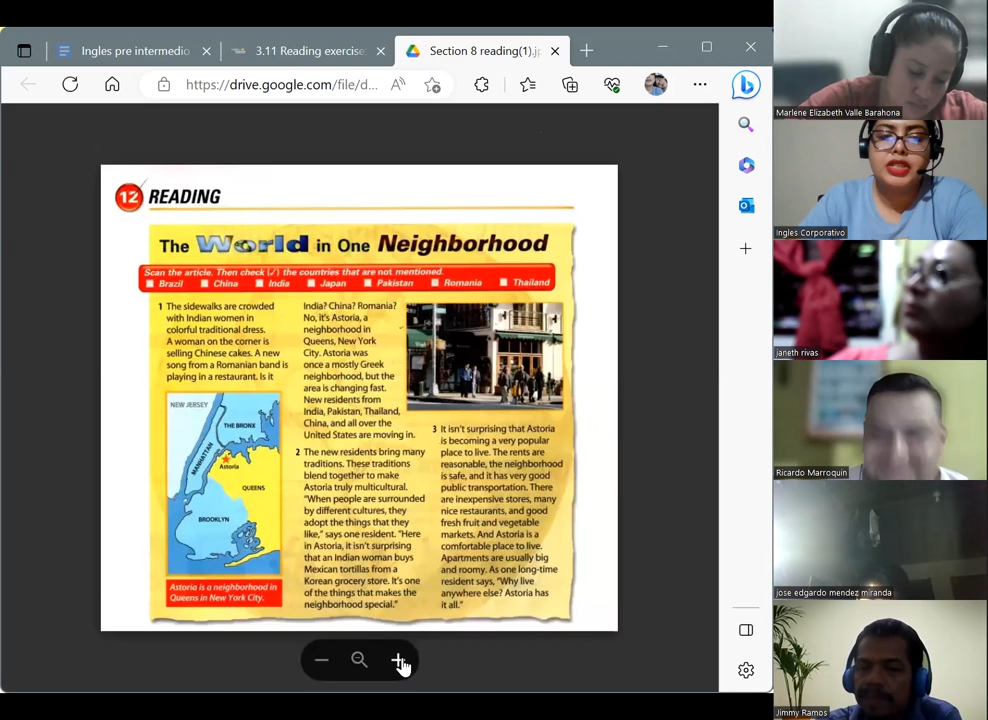 Ingles pre intermedio
3.11 Reading exercise
Section 8 reading(1).j
https://drive.google.com/file/d...
12 READING
The World in One Neighborhood
Scan the article. Then check (✓) the countries that are not mentioned.
Brazil China India Japan Pakistan Romania Thailand
1 The sidewalks are crowded
with Indian women in
colorful traditional dress.
A woman on the corner is
selling Chinese cakes. A new
song from a Romanian band is
playing in a restaurant. Is it
India? China? Romania?
No, it's Astoria, a
neighborhood in
Queens, New York
City. Astoria was
once a mostly Greek
neighborhood, but the
area is changing fast.
New residents from
India, Pakistan, Thailand,
China, and all over the
United States are moving in.
2 The new residents bring many
traditions. These traditions
blend together to make
Astoria truly multicultural.
"When people are surrounded
by different cultures, they
adopt the things that they
like," says one resident. "Here
in Astoria, it isn't surprising
that an Indian woman buys
Mexican tortillas from a
Korean grocery store. It's one
of the things that makes the
neighborhood special."
3 It isn't surprising that Astoria
is becoming a very popular
place to live. The rents are
reasonable, the neighborhood
is safe, and it has very good
public transportation. There
are inexpensive stores, many
nice restaurants, and good
fresh fruit and vegetable
markets. And Astoria is a
comfortable place to live.
Apartments are usually big
and roomy. As one long-time
resident says, "Why live
anywhere else? Astoria has
it all."
NEW JERSEY
THE BRONX
MANHATTAN
Astoria
QUEENS
BROOKLYN
Astoria is a neighborhood in
Queens in New York City.
Marlene Elizabeth Valle Barahona
Ingles Corporativo
janeth rivas
Ricardo Marroquin
jose edgardo mendez miranda
Jimmy Ramos